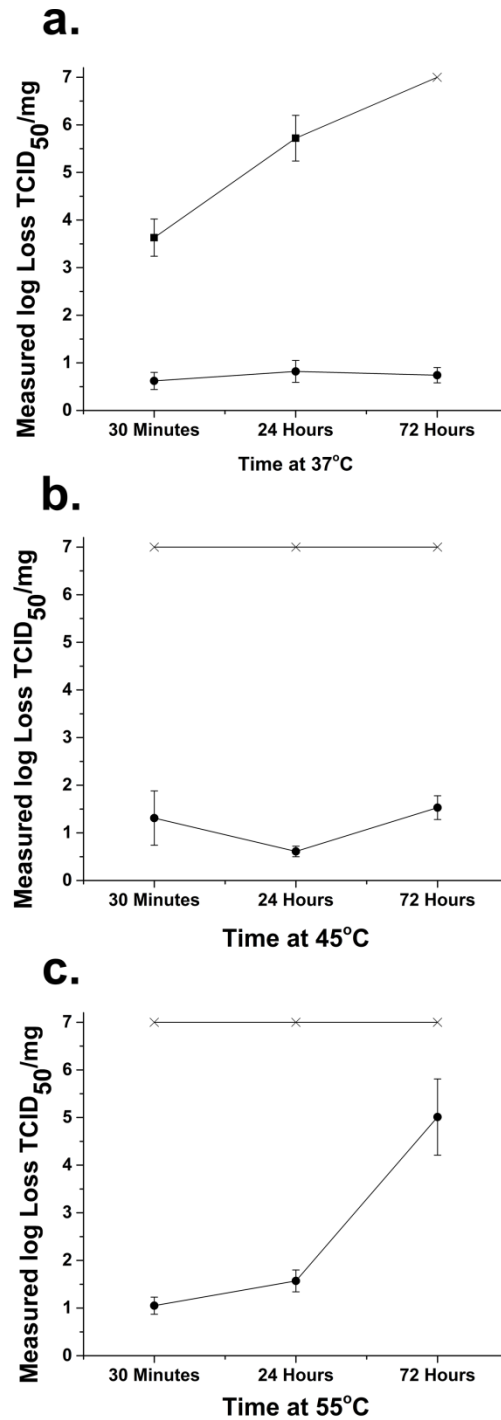 a.
Measured log Loss TCID50/mg
7
6
5
4
3
2
1
0
30 Minutes 24 Hours 72 Hours
Time at 37°C
b.
Measured log Loss TCID50/mg
7
6
5
4
3
2
1
0
30 Minutes 24 Hours 72 Hours
Time at 45°C
c.
Measured log Loss TCID50/mg
7
6
5
4
3
2
1
0
30 Minutes 24 Hours 72 Hours
Time at 55°C